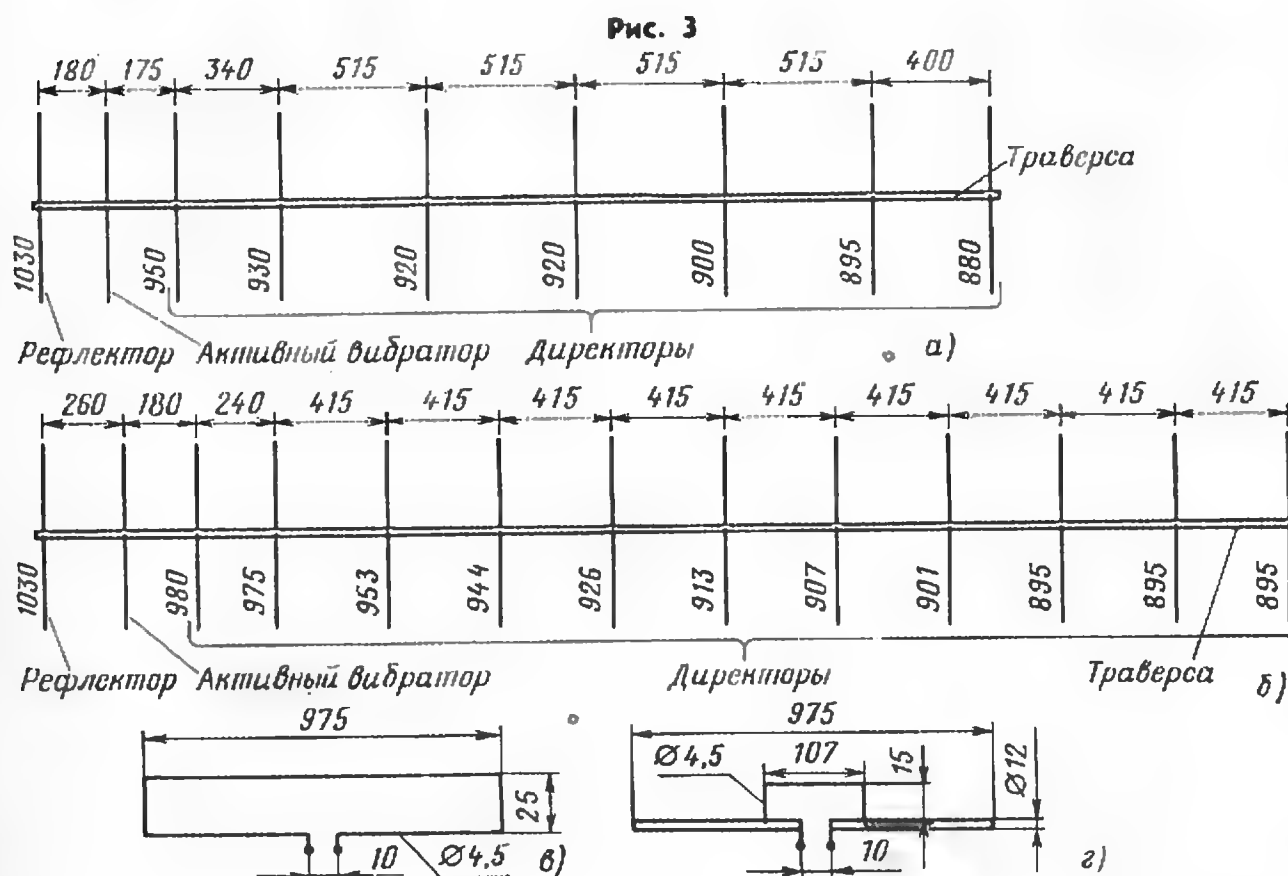 Рис. 3
180 175 340 515 515 515 515 400
Траверса
1030 950 930 920 920 900 895 880
Рефлектор Активный вибратор Директоры а)
260 180 240 415 415 415 415 415 415 415 415 415
1030 980 975 953 944 926 913 907 901 895 895 895
Рефлектор Активный вибратор Директоры Траверса б)
975 975
Ø4,5 107 15 Ø12
25
10 Ø4,5 в) 10 г)